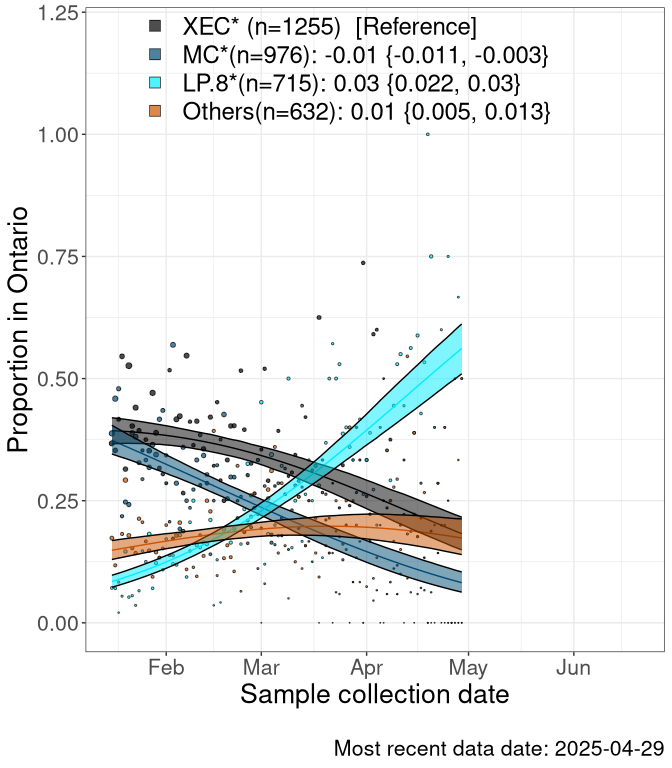 XEC* (n=1255)  [Reference]
MC*(n=976): -0.01 {-0.011, -0.003}
LP.8*(n=715): 0.03 {0.022, 0.03}
Others(n=632): 0.01 {0.005, 0.013}
Proportion in Ontario
1.25
1.00
0.75
0.50
0.25
0.00
Feb Mar Apr May Jun
Sample collection date
Most recent data date: 2025-04-29